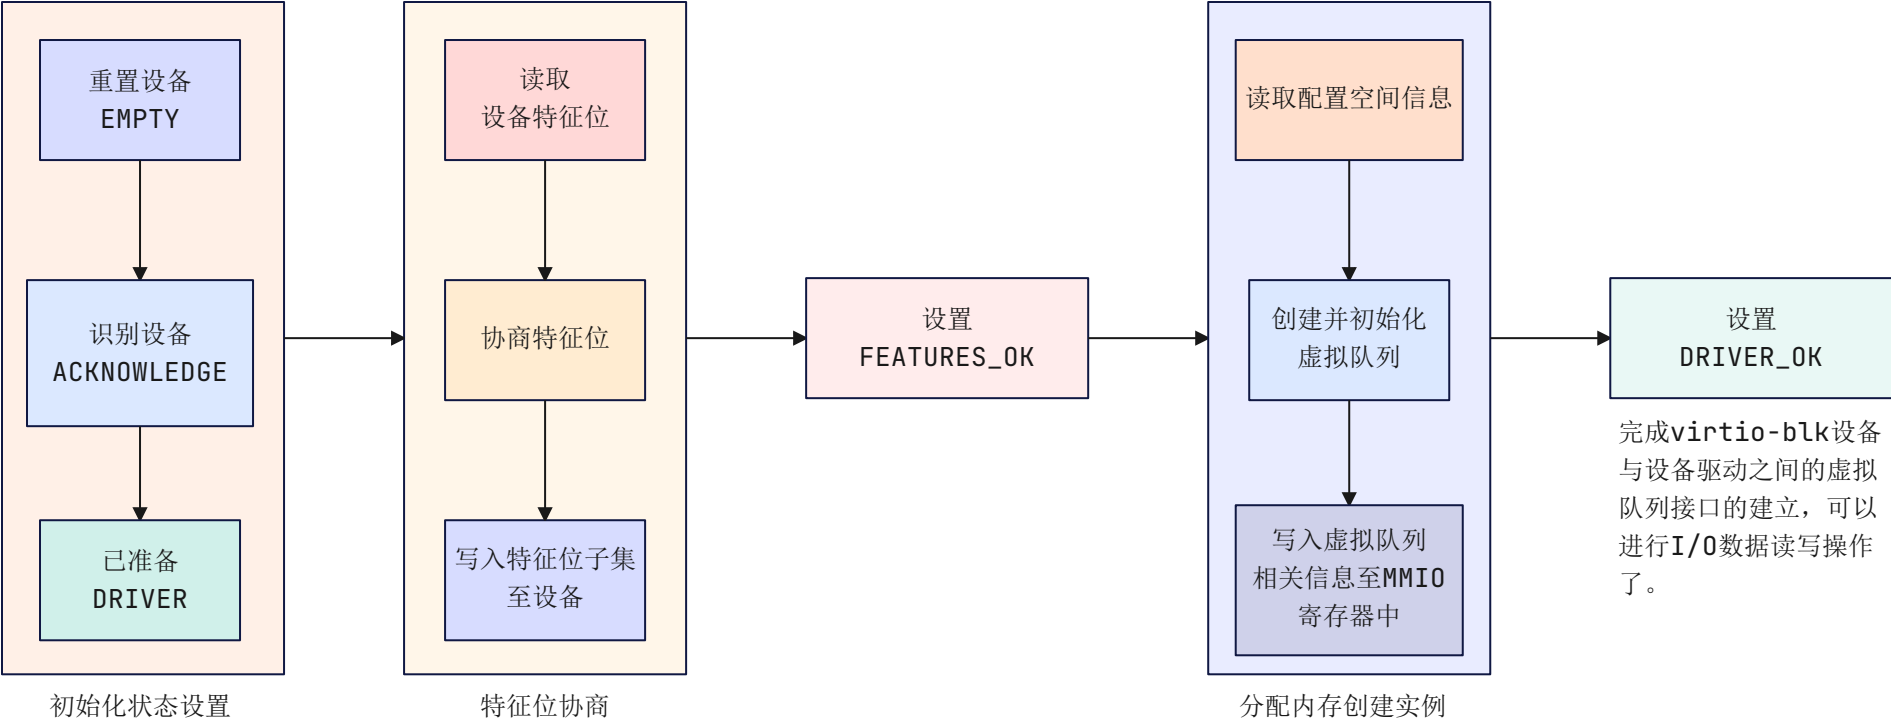 重置设备
EMPTY
识别设备
ACKNOWLEDGE
已准备
DRIVER
初始化状态设置
读取
设备特征位
协商特征位
写入特征位子集
至设备
特征位协商
设置
FEATURES_OK
读取配置空间信息
创建并初始化
虚拟队列
写入虚拟队列
相关信息至MMIO
寄存器中
分配内存创建实例
设置
DRIVER_OK
完成virtio-blk设备
与设备驱动之间的虚拟
队列接口的建立，可以
进行I/O数据读写操作
了。